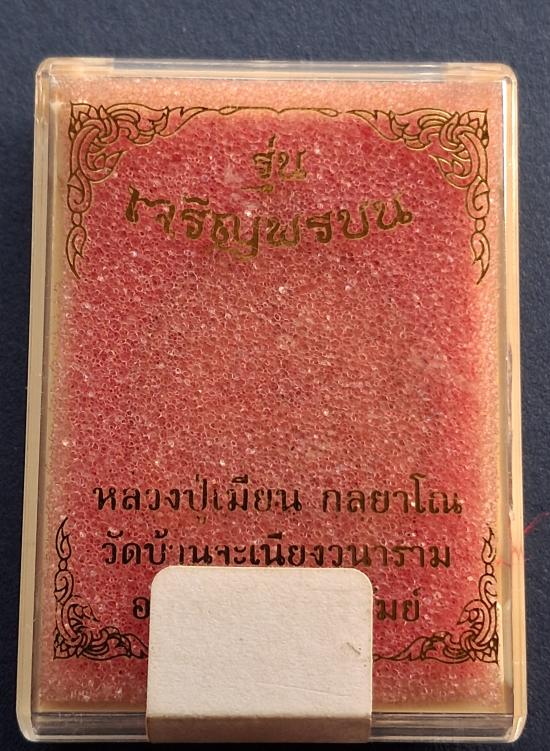 รุ่น
เจริญพรบน
หลวงปู่เมียน กลยาโณ
วัดบ้านจะเนียงวนาราม